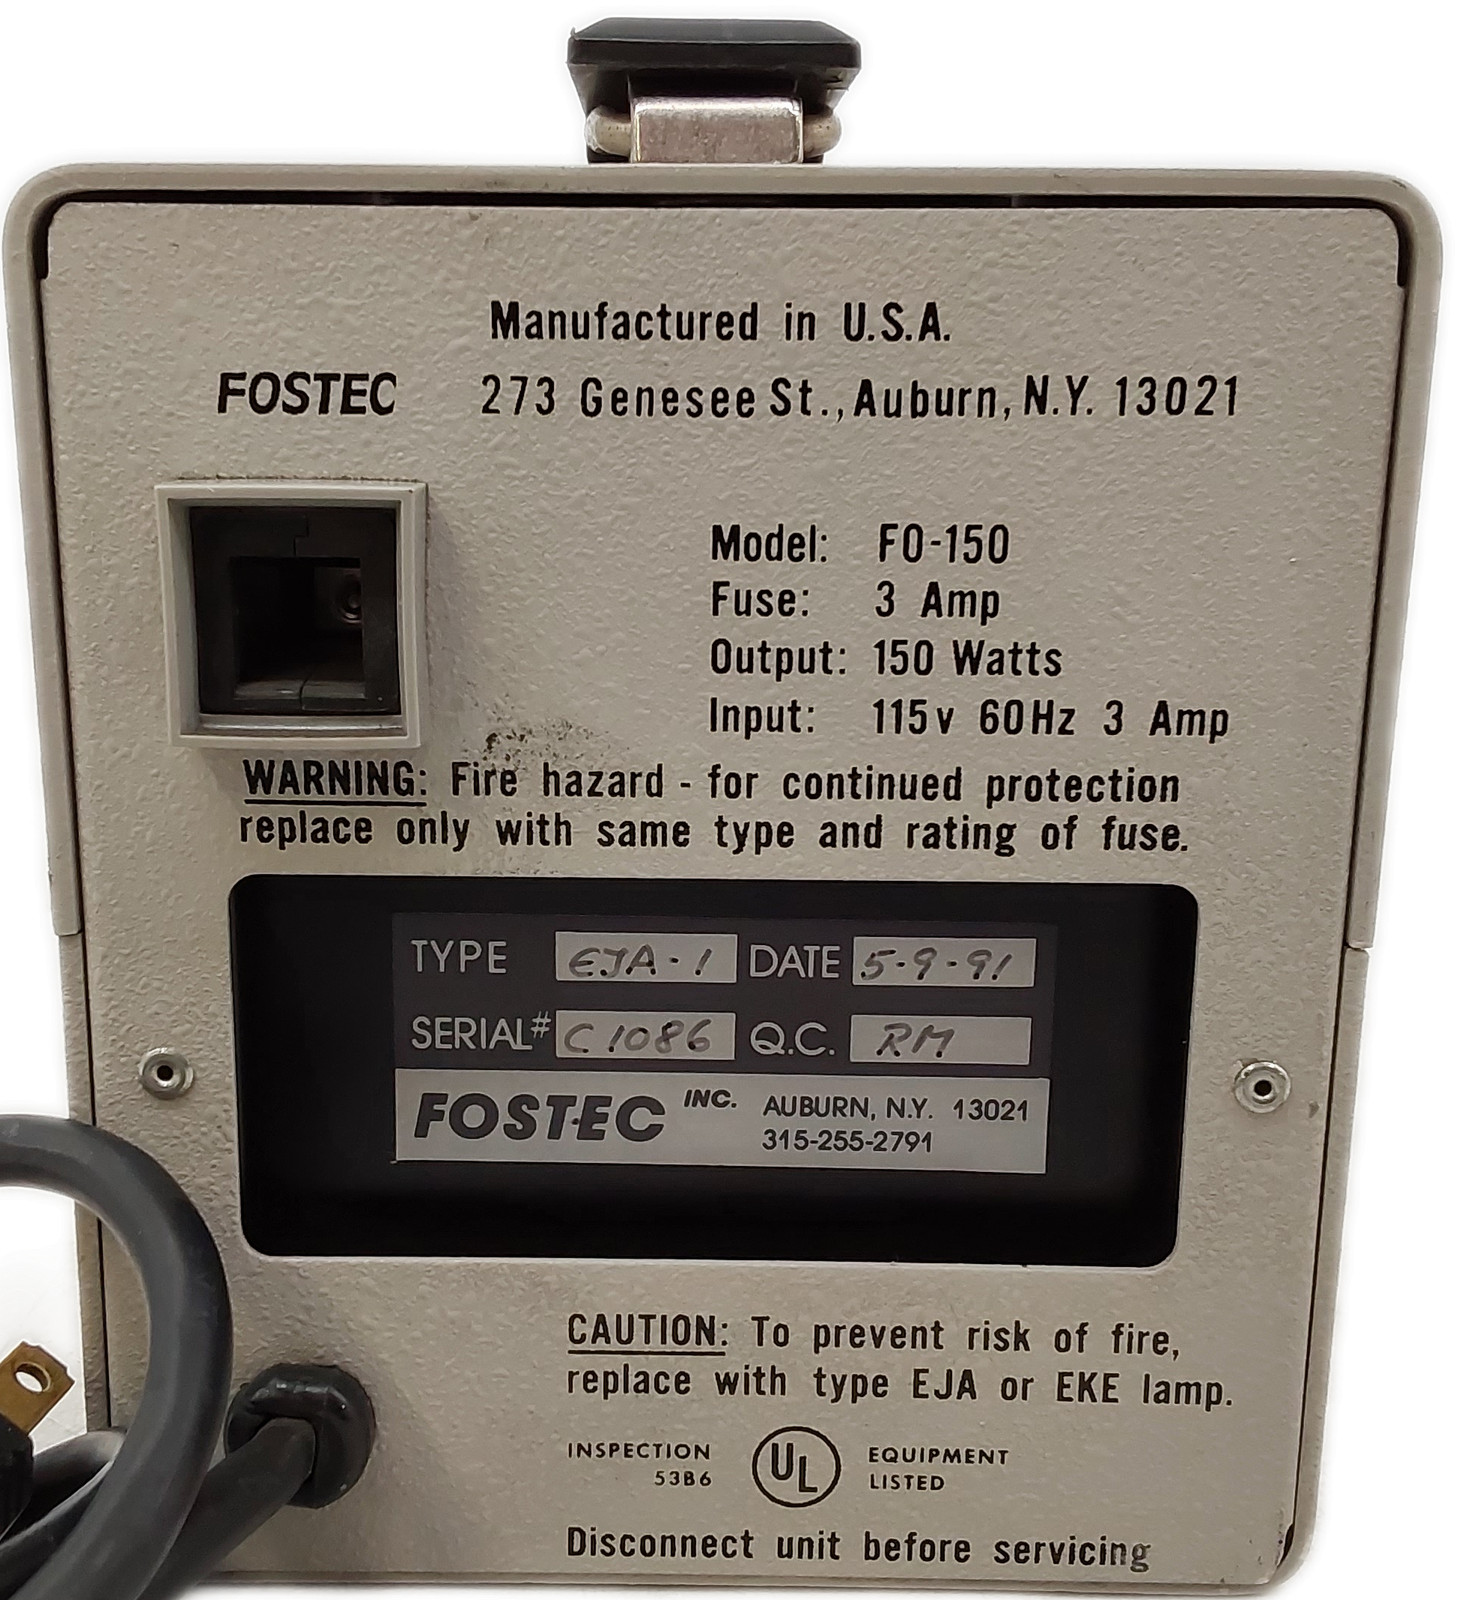 Manufactured in U.S.A.
FOSTEC 273 Genesee St., Auburn, N.Y. 13021
Model: FO-150
Fuse: 3 Amp
Output: 150 Watts
Input: 115v 60Hz 3 Amp
WARNING: Fire hazard - for continued protection
replace only with same type and rating of fuse.
TYPE EJA-1 DATE 5-9-91
SERIAL# C1086 Q.C. RM
FOSTEC INC. AUBURN, N.Y. 13021
315-255-2791
CAUTION: To prevent risk of fire,
replace with type EJA or EKE lamp.
INSPECTION UL EQUIPMENT
53B6 LISTED
Disconnect unit before servicing